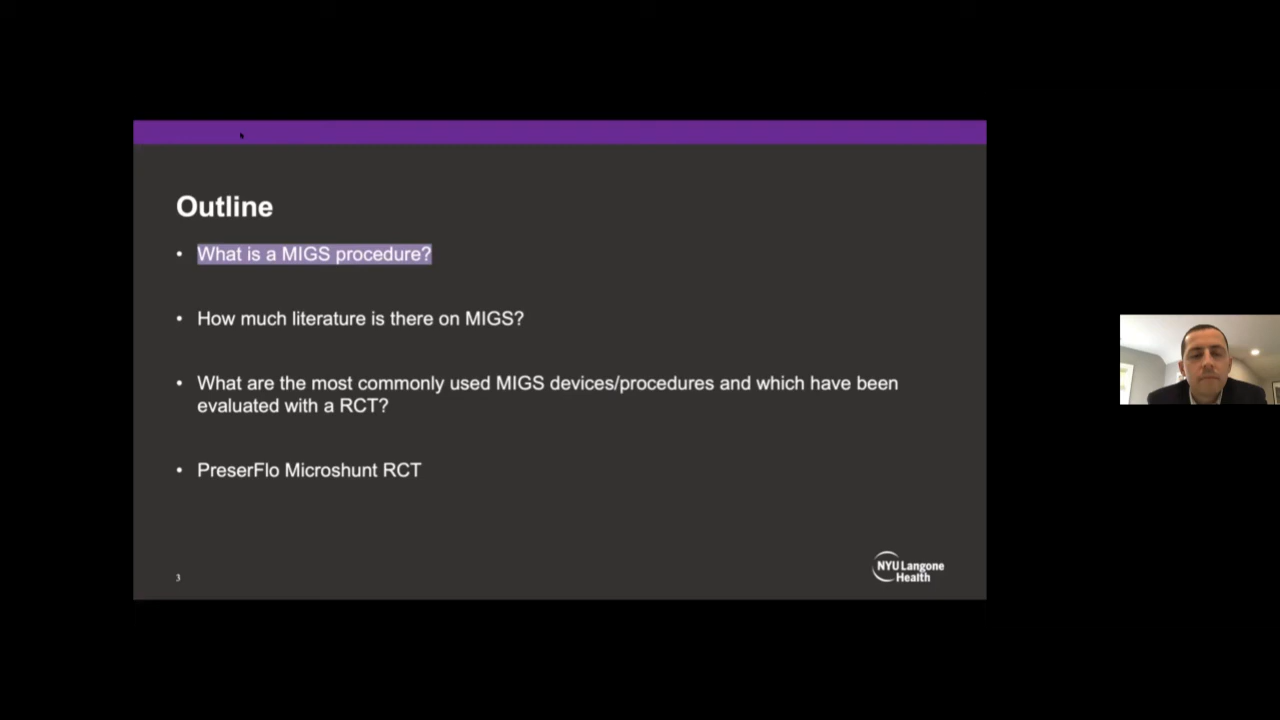 Outline
• What is a MIGS procedure?
• How much literature is there on MIGS?
• What are the most commonly used MIGS devices/procedures and which have been
evaluated with a RCT?
• PreserFlo Microshunt RCT
3
NYU Langone
Health